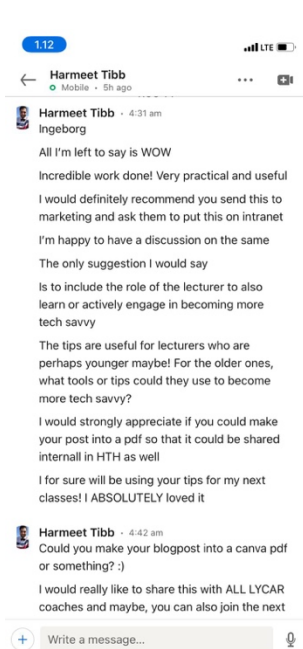 1.12
LTE
Harmeet Tibb
Mobile • 5h ago
Harmeet Tibb • 4:31 am
Ingeborg
All I'm left to say is WOW
Incredible work done! Very practical and useful
I would definitely recommend you send this to
marketing and ask them to put this on intranet
I'm happy to have a discussion on the same
The only suggestion I would say
Is to include the role of the lecturer to also
learn or actively engage in becoming more
tech savvy
The tips are useful for lecturers who are
perhaps younger maybe! For the older ones,
what tools or tips could they use to become
more tech savvy?
I would strongly appreciate if you could make
your post into a pdf so that it could be shared
internall in HTH as well
I for sure will be using your tips for my next
classes! I ABSOLUTELY loved it
Harmeet Tibb • 4:42 am
Could you make your blogpost into a canva pdf
or something? :)
I would really like to share this with ALL LYCAR
coaches and maybe, you can also join the next
Write a message...